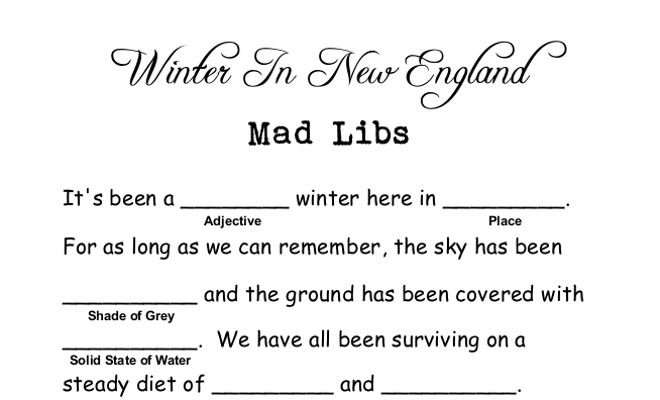 Winter In New England
Mad Libs
It's been a ________ winter here in _________.
Adjective Place
For as long as we can remember, the sky has been
__________ and the ground has been covered with
Shade of Grey
__________. We have all been surviving on a
Solid State of Water
steady diet of _________ and __________.